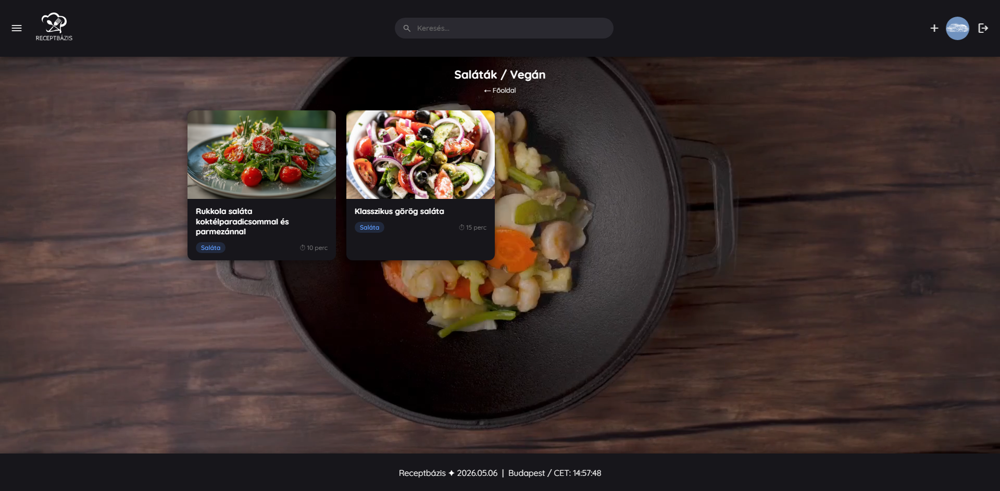 RECEPTBÁZIS
Keresés...
Saláták / Vegán
← Főoldal
Rukkola saláta
koktélparadicsommal és
parmezánnal
Saláta
⏱ 10 perc
Klasszikus görög saláta
Saláta
⏱ 15 perc
Receptbázis ✦ 2026.05.06 | Budapest / CET: 14:57:48